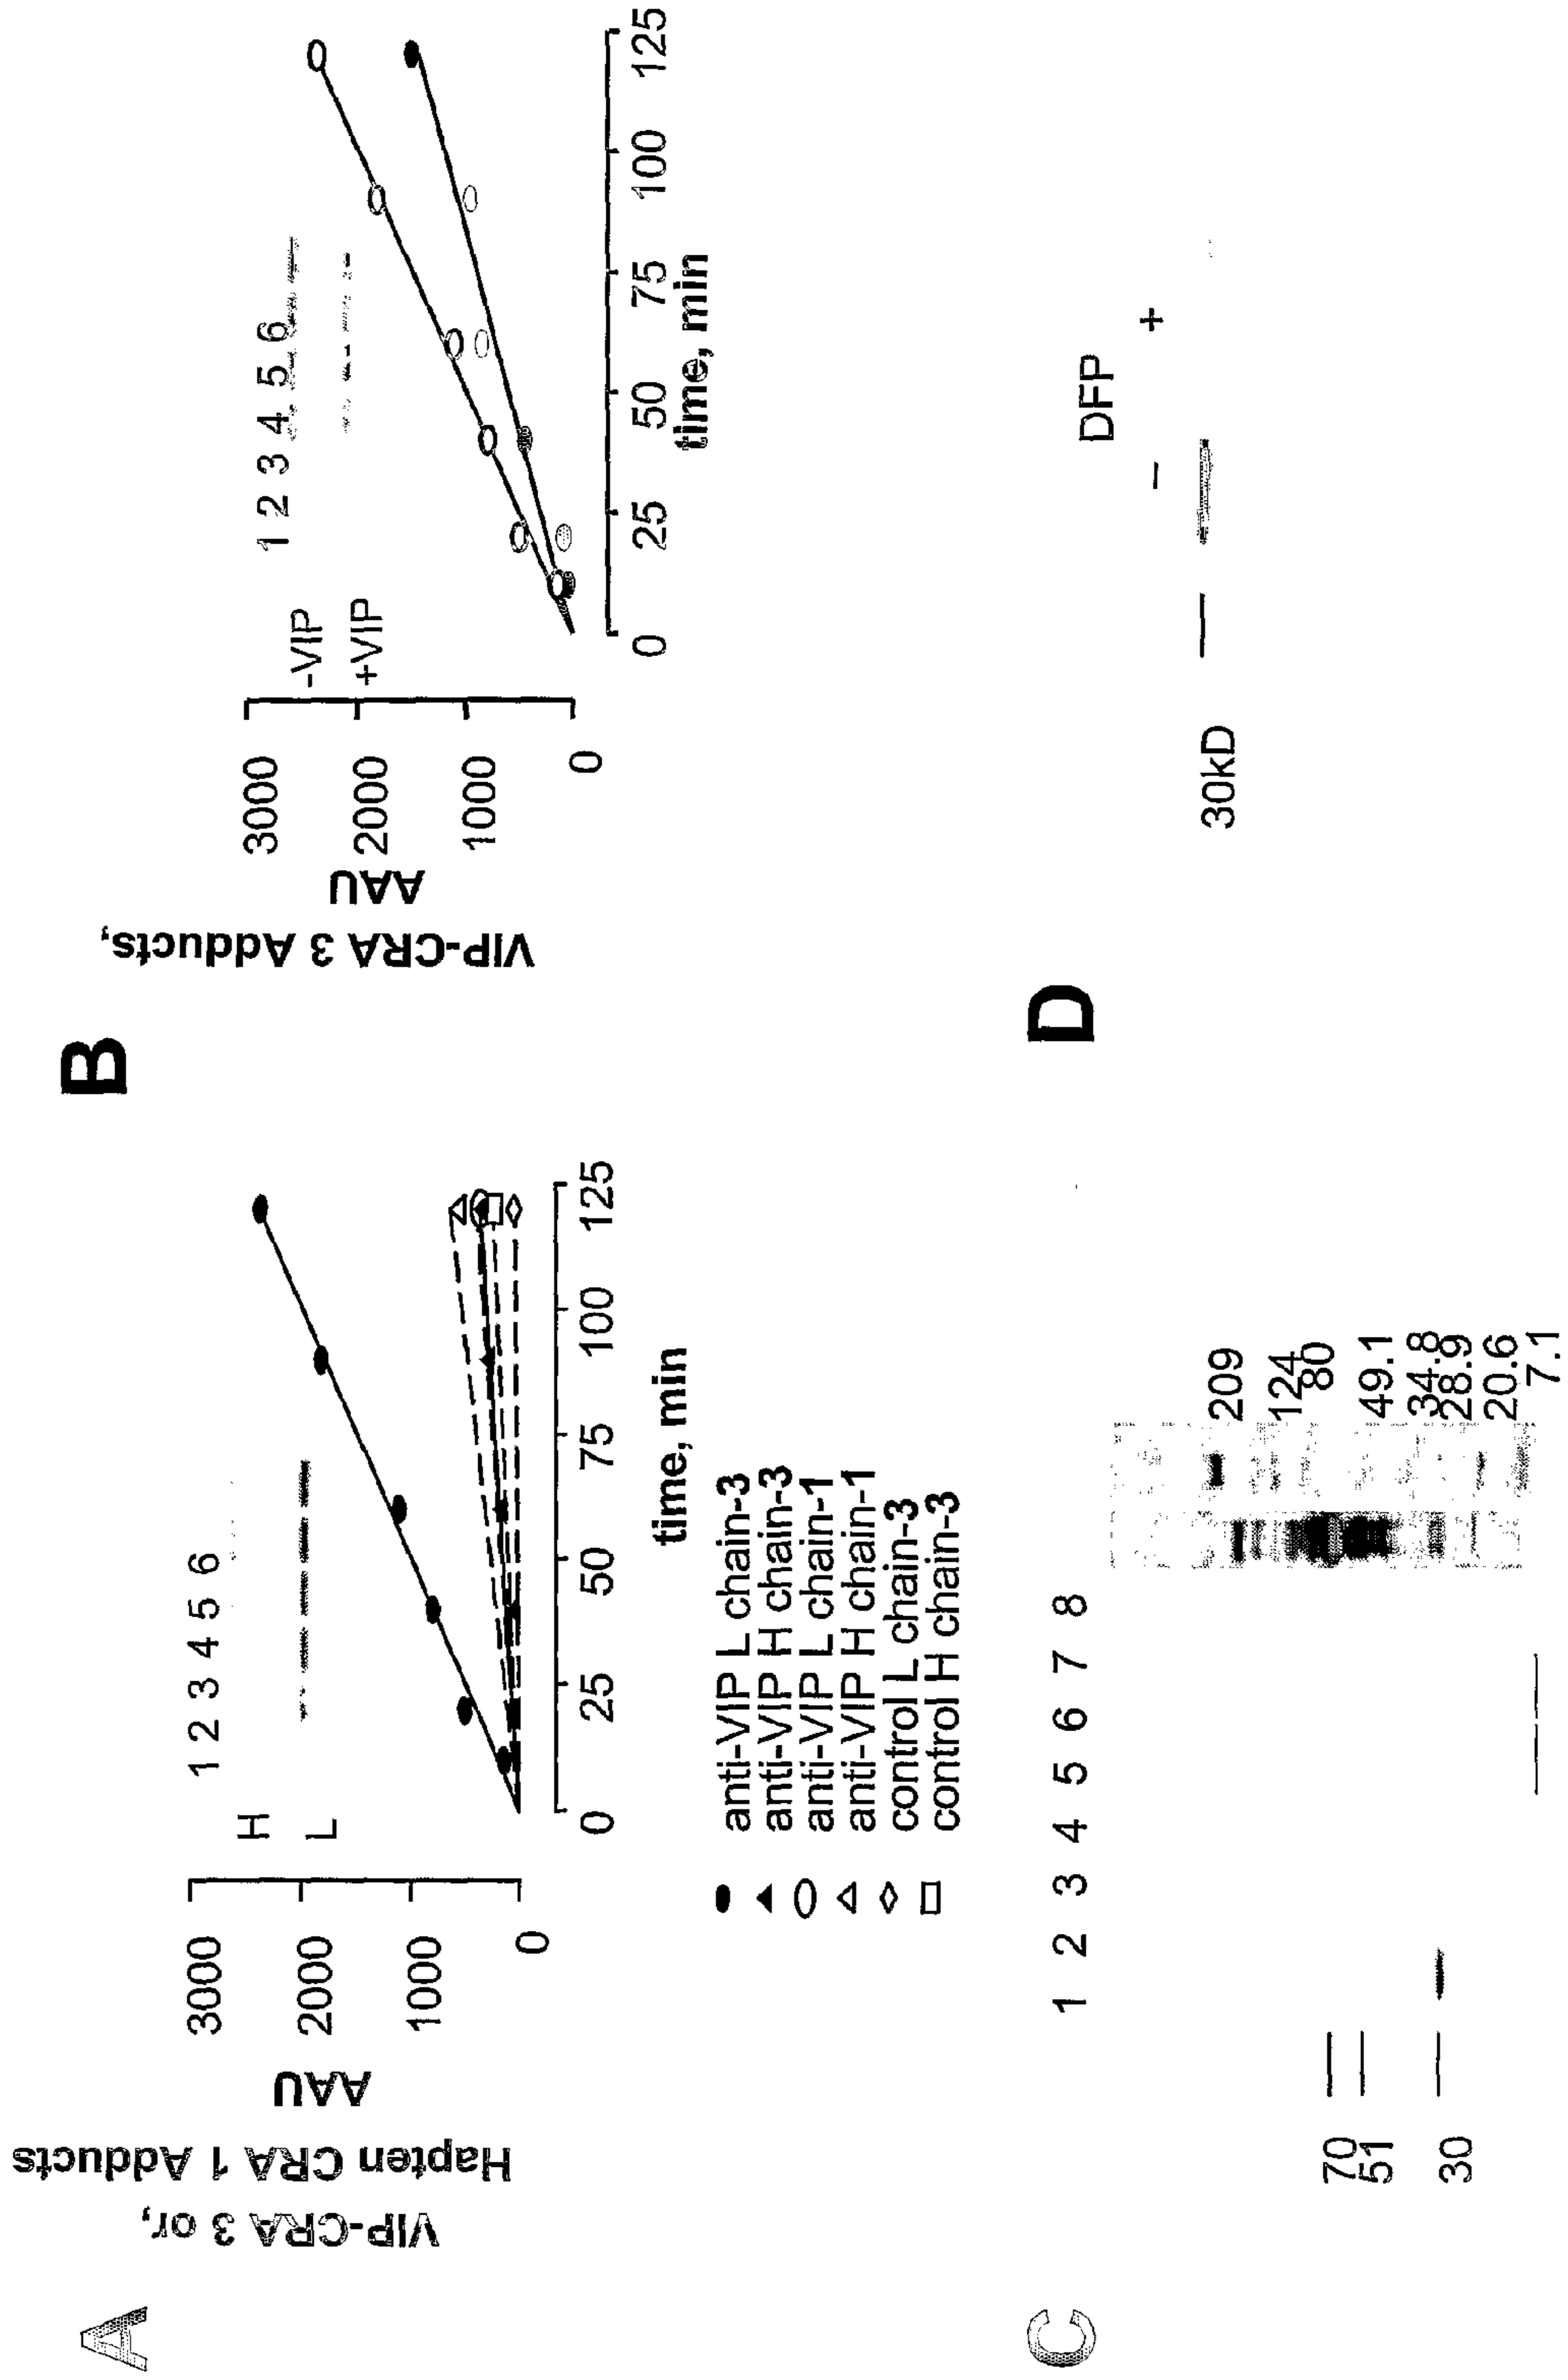 A
VIP-CRA 3 or,
Hapten CRA 1 Adducts
AAU
3000
2000
1000
0
H
L
1 2 3 4 5 6
0 25 50 75 100 125
time, min
anti-VIP L chain-3
anti-VIP H chain-3
anti-VIP L chain-1
anti-VIP H chain-1
control L chain-3
control H chain-3
B
VIP-CRA 3 Adducts,
AAU
3000
2000
1000
0
-VIP
+VIP
1 2 3 4 5 6
0 25 50 75 100 125
time, min
C
1 2 3 4 5 6 7 8
70
51
30
209
124
80
49.1
34.8
28.9
20.6
7.1
D
DFP
− +
30kD